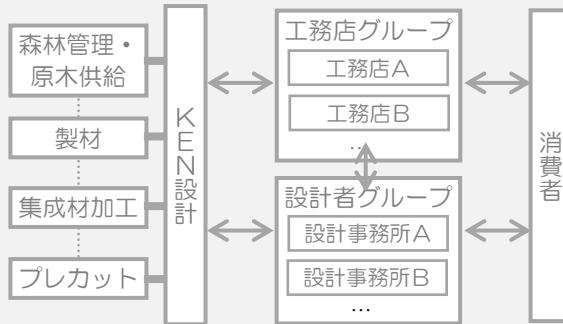 森林管理・
原木供給
製材
集成材加工
プレカット
KEN設計
工務店グループ
工務店A
工務店B
…
設計者グループ
設計事務所A
設計事務所B
…
消費者